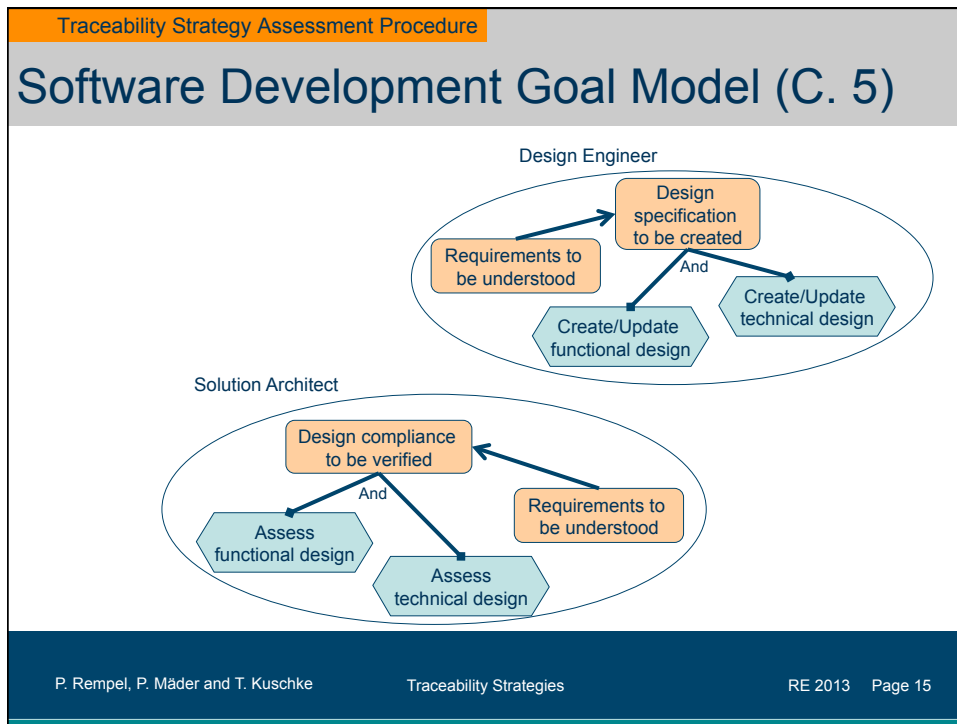 Traceability Strategy Assessment Procedure
Software Development Goal Model (C. 5)
Design Engineer
Design
specification
to be created
Requirements to
be understood
And
Create/Update
technical design
Create/Update
functional design
Solution Architect
Design compliance
to be verified
And
Requirements to
be understood
Assess
functional design
Assess
technical design
P. Rempel, P. Mäder and T. Kuschke
Traceability Strategies
RE 2013 Page 15